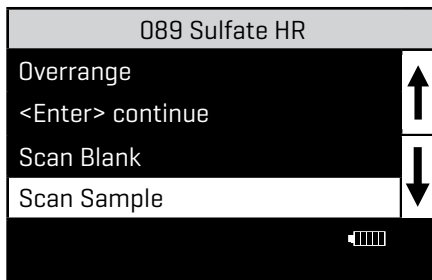 089 Sulfate HR
Overrange
<Enter> continue
Scan Blank
Scan Sample